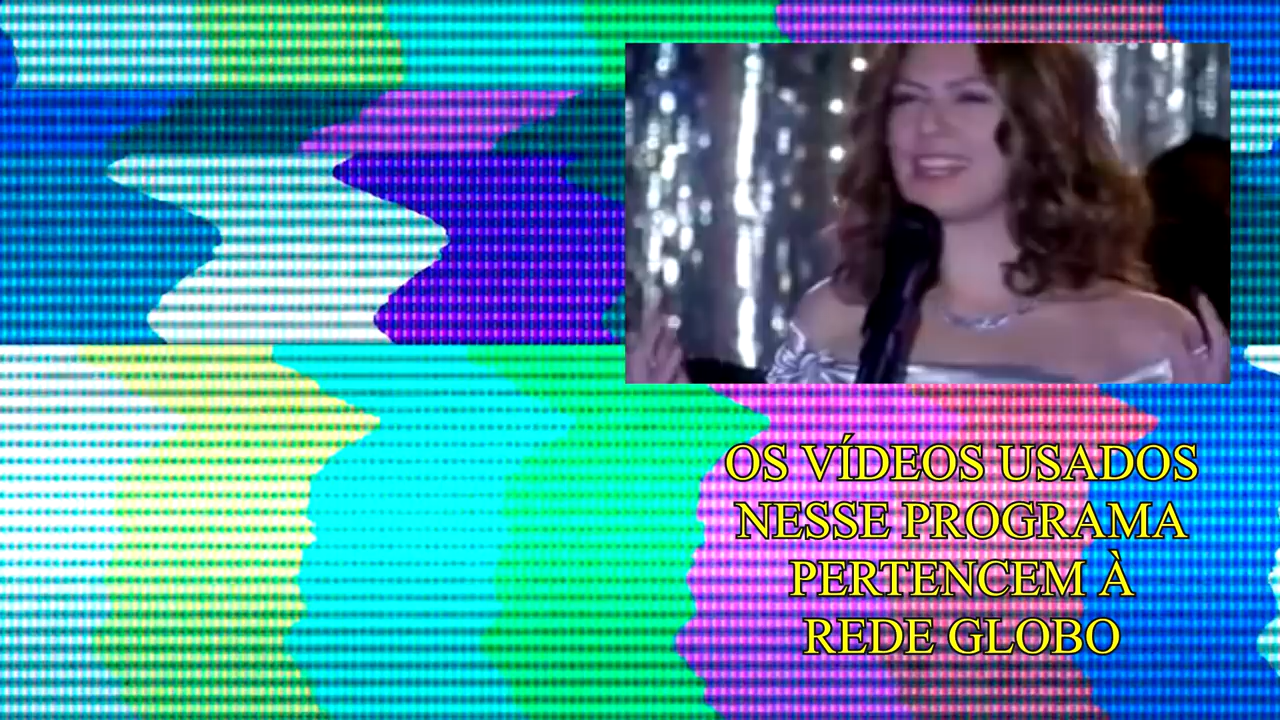 OS VÍDEOS USADOS
NESSE PROGRAMA
PERTENCEM À
REDE GLOBO